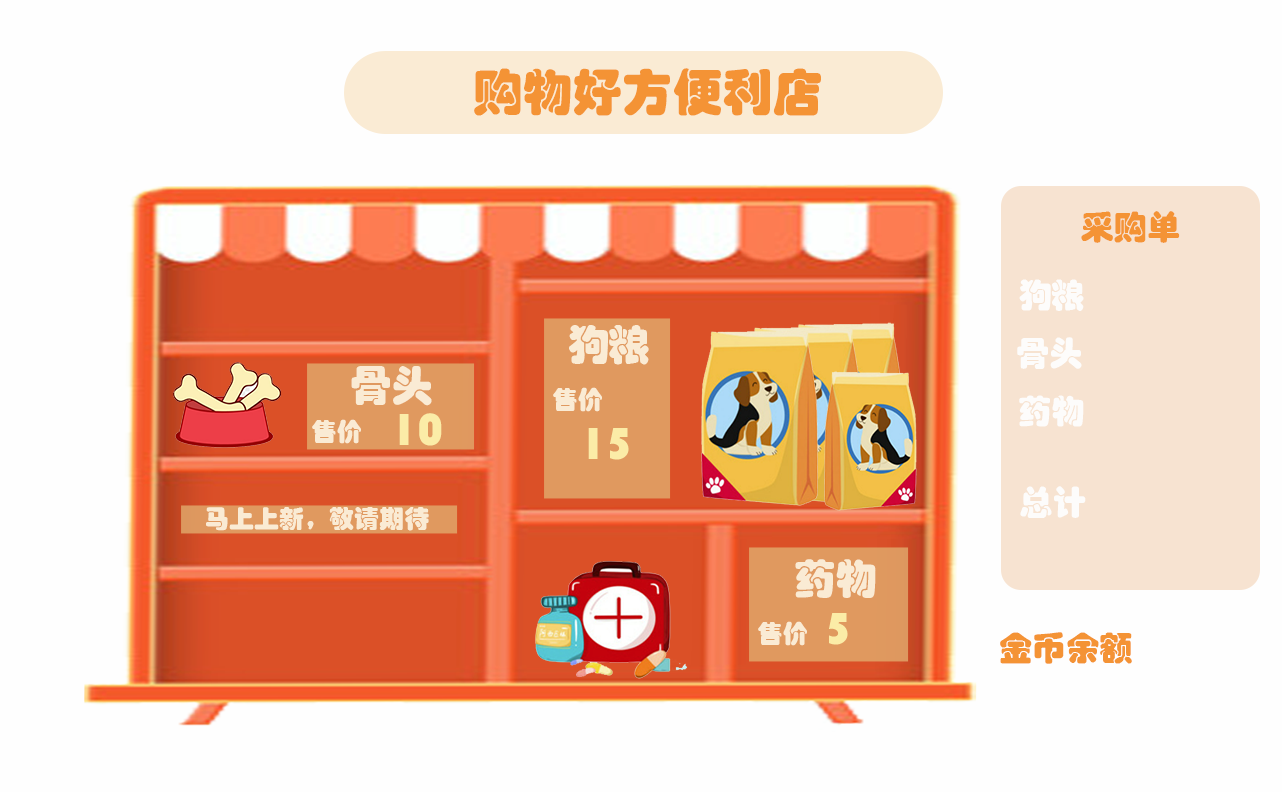 购物好方便利店
骨头
售价 10
马上上新，敬请期待
狗粮
售价
15
药物
售价 5
采购单
狗粮
骨头
药物
总计
金币余额